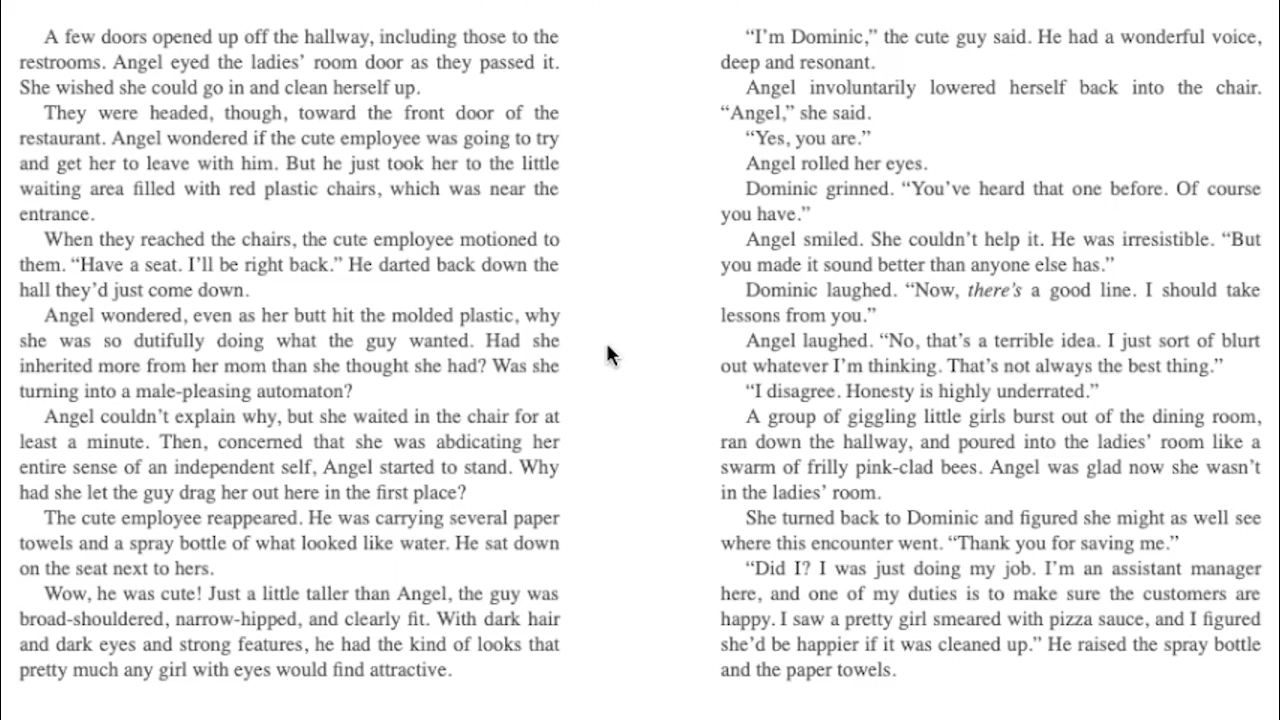 A few doors opened up off the hallway, including those to the
restrooms. Angel eyed the ladies’ room door as they passed it.
She wished she could go in and clean herself up.
They were headed, though, toward the front door of the
restaurant. Angel wondered if the cute employee was going to try
and get her to leave with him. But he just took her to the little
waiting area filled with red plastic chairs, which was near the
entrance.
When they reached the chairs, the cute employee motioned to
them. “Have a seat. I’ll be right back.” He darted back down the
hall they’d just come down.
Angel wondered, even as her butt hit the molded plastic, why
she was so dutifully doing what the guy wanted. Had she
inherited more from her mom than she thought she had? Was she
turning into a male-pleasing automaton?
Angel couldn’t explain why, but she waited in the chair for at
least a minute. Then, concerned that she was abdicating her
entire sense of an independent self, Angel started to stand. Why
had she let the guy drag her out here in the first place?
The cute employee reappeared. He was carrying several paper
towels and a spray bottle of what looked like water. He sat down
on the seat next to hers.
Wow, he was cute! Just a little taller than Angel, the guy was
broad-shouldered, narrow-hipped, and clearly fit. With dark hair
and dark eyes and strong features, he had the kind of looks that
pretty much any girl with eyes would find attractive.
“I’m Dominic,” the cute guy said. He had a wonderful voice,
deep and resonant.
Angel involuntarily lowered herself back into the chair.
“Angel,” she said.
“Yes, you are.”
Angel rolled her eyes.
Dominic grinned. “You’ve heard that one before. Of course
you have.”
Angel smiled. She couldn’t help it. He was irresistible. “But
you made it sound better than anyone else has.”
Dominic laughed. “Now, there’s a good line. I should take
lessons from you.”
Angel laughed. “No, that’s a terrible idea. I just sort of blurt
out whatever I’m thinking. That’s not always the best thing.”
“I disagree. Honesty is highly underrated.”
A group of giggling little girls burst out of the dining room,
ran down the hallway, and poured into the ladies’ room like a
swarm of frilly pink-clad bees. Angel was glad now she wasn’t
in the ladies’ room.
She turned back to Dominic and figured she might as well see
where this encounter went. “Thank you for saving me.”
“Did I? I was just doing my job. I’m an assistant manager
here, and one of my duties is to make sure the customers are
happy. I saw a pretty girl smeared with pizza sauce, and I figured
she’d be happier if it was cleaned up.” He raised the spray bottle
and the paper towels.